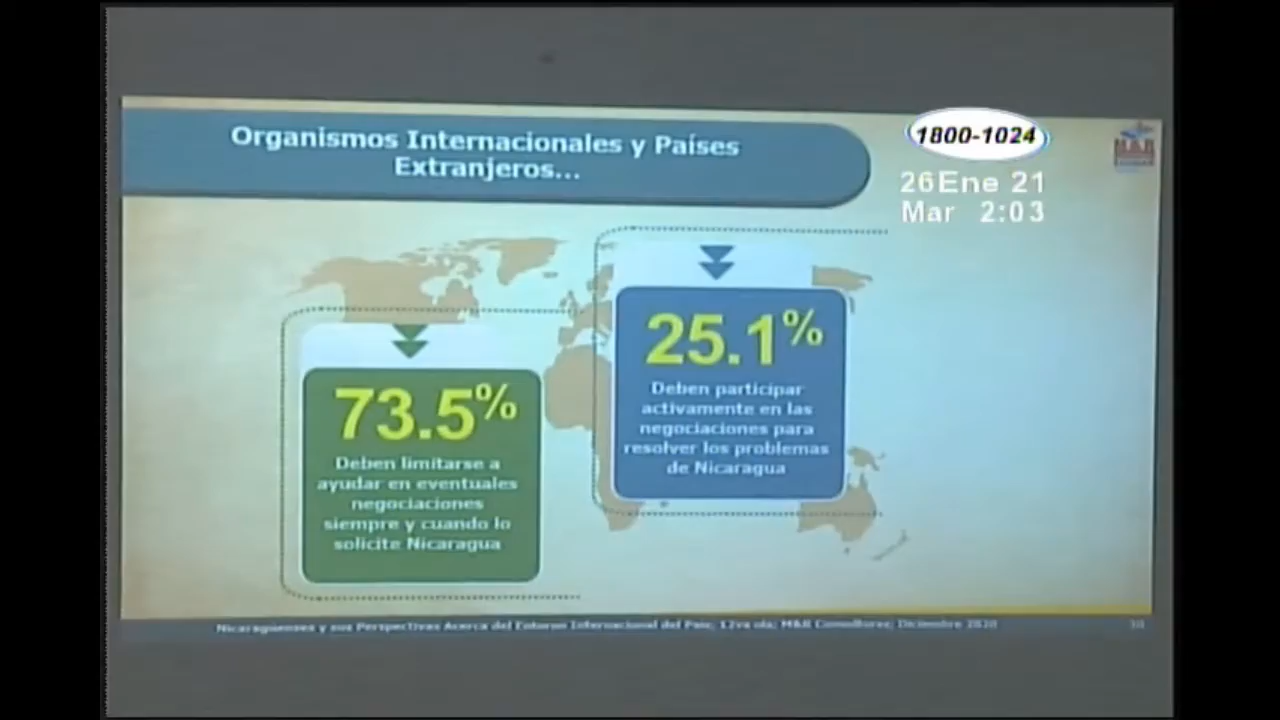 Organismos Internacionales y Países
Extranjeros...
1800-1024
26Ene 21
Mar 2:03
M&R
73.5%
Deben limitarse a
ayudar en eventuales
negociaciones
siempre y cuando lo
solicite Nicaragua
25.1%
Deben participar
activamente en las
negociaciones para
resolver los problemas
de Nicaragua
Nicaragüenses y sus Perspectivas Acerca del Entorno Internacional del País; 12va ola; M&R Consultores; Diciembre 2020